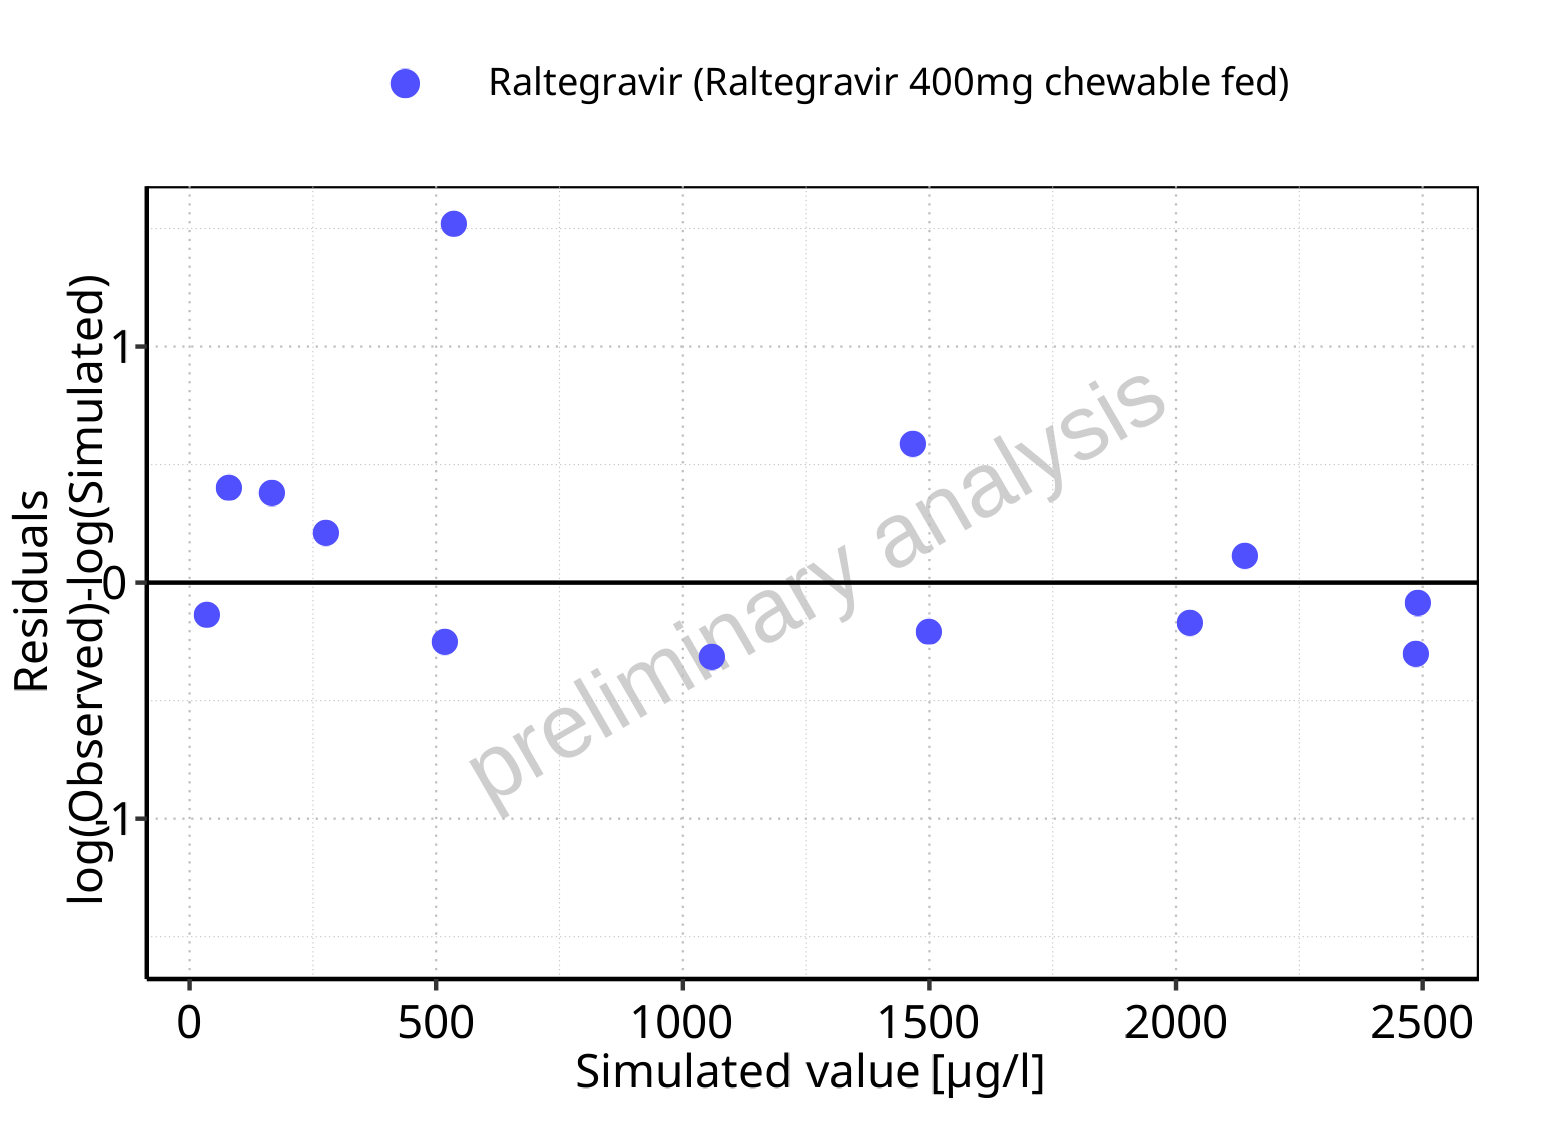 Raltegravir (Raltegravir 400mg chewable fed)
Residuals
log(Observed)-log(Simulated)
1
0
-1
preliminary analysis
0 500 1000 1500 2000 2500
Simulated value [µg/l]